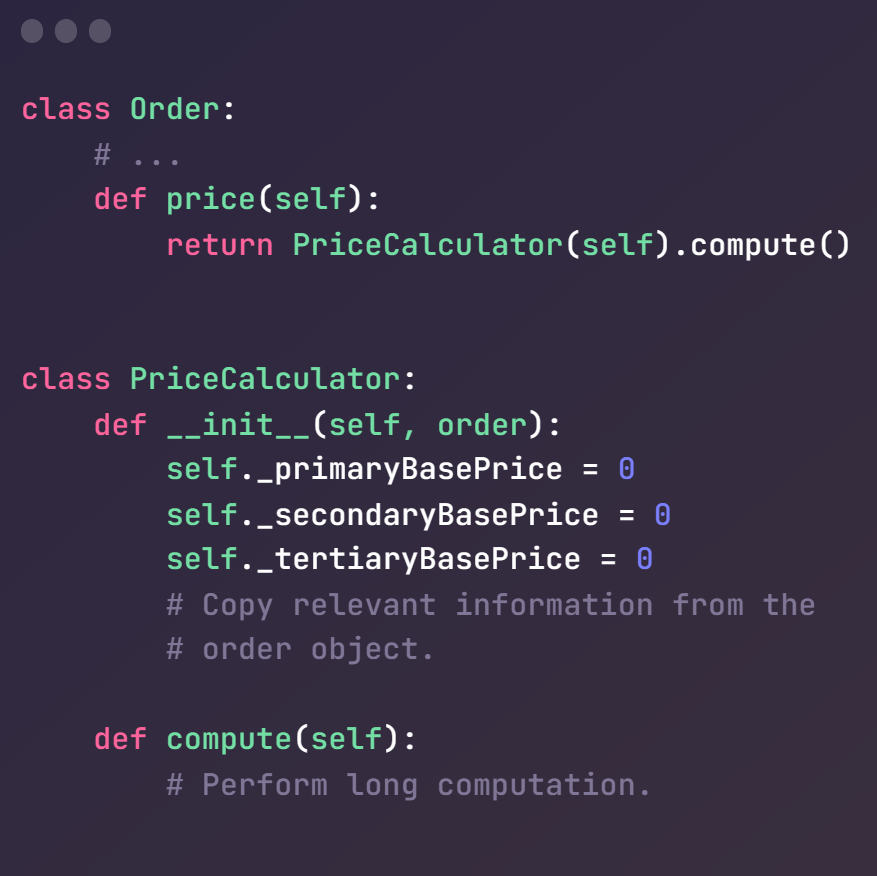 class Order:
    # ...
    def price(self):
        return PriceCalculator(self).compute()
class PriceCalculator:
    def __init__(self, order):
        self._primaryBasePrice = 0
        self._secondaryBasePrice = 0
        self._tertiaryBasePrice = 0
        # Copy relevant information from the
        # order object.
    def compute(self):
        # Perform long computation.